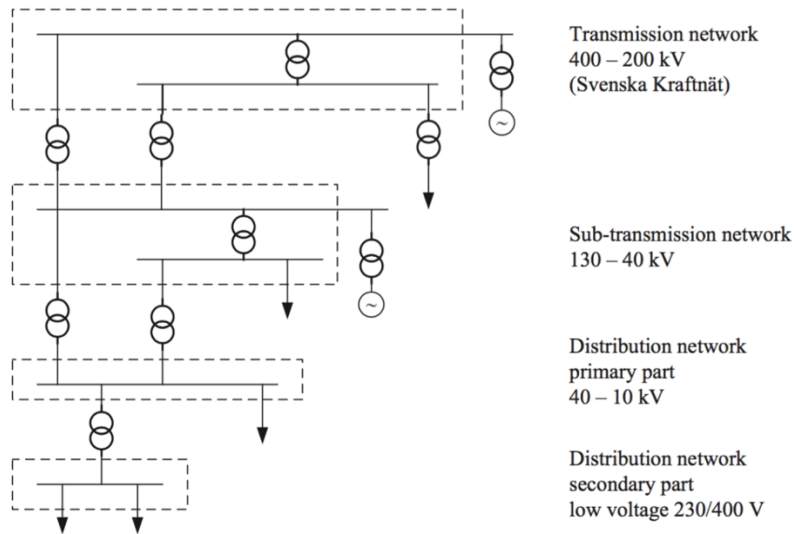 Transmission network
400 – 200 kV
(Svenska Kraftnät)
~
Sub-transmission network
130 – 40 kV
~
Distribution network
primary part
40 – 10 kV
Distribution network
secondary part
low voltage 230/400 V